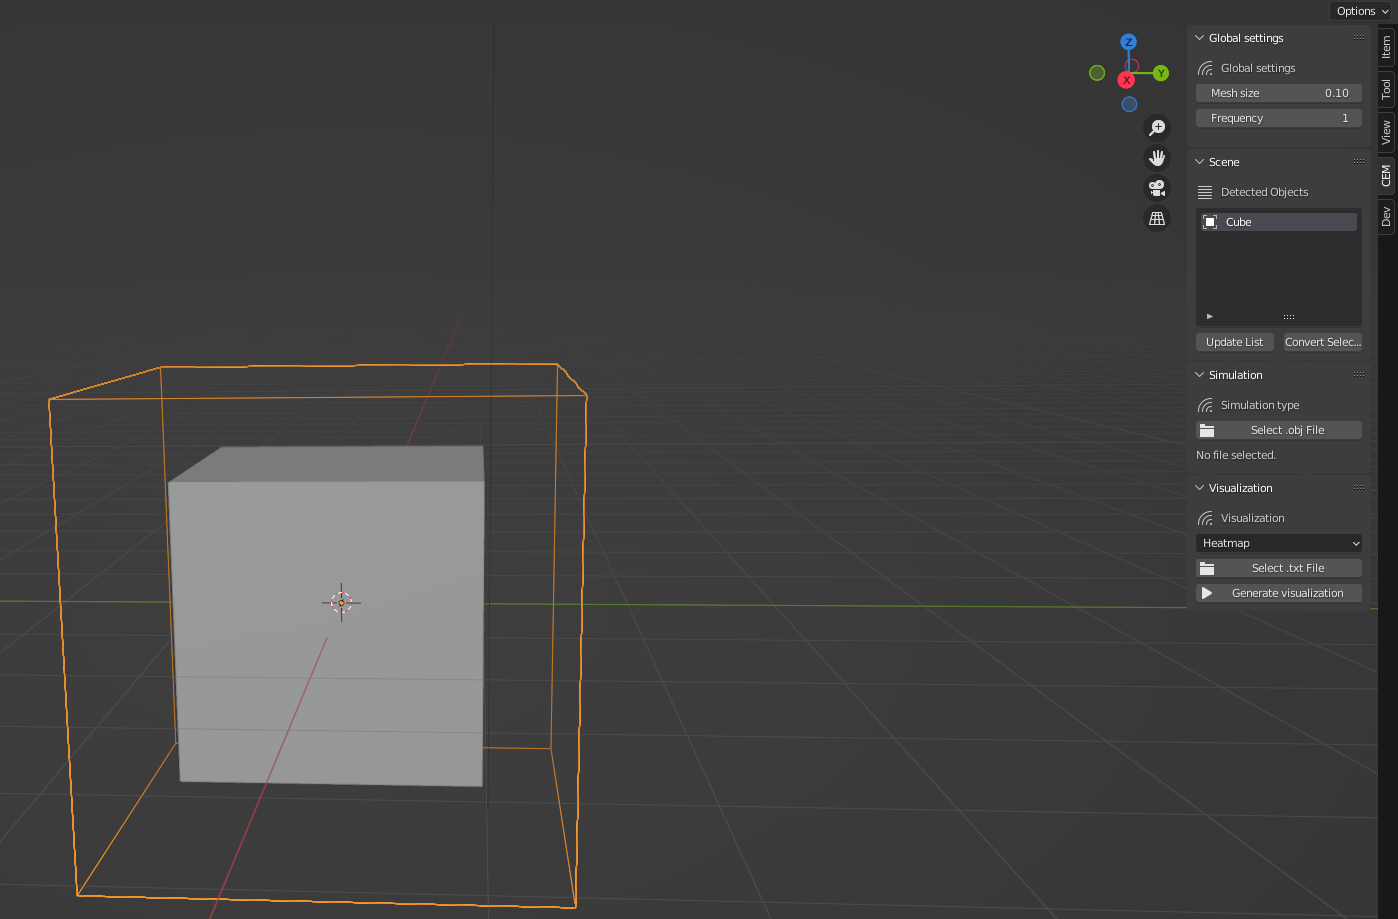 Options
Z
Y
X
Global settings
Global settings
Mesh size 0.10
Frequency 1
Scene
Detected Objects
Cube
Update List Convert Selec...
Simulation
Simulation type
Select .obj File
No file selected.
Visualization
Visualization
Heatmap
Select .txt File
Generate visualization
Item
Tool
View
CEM
Dev